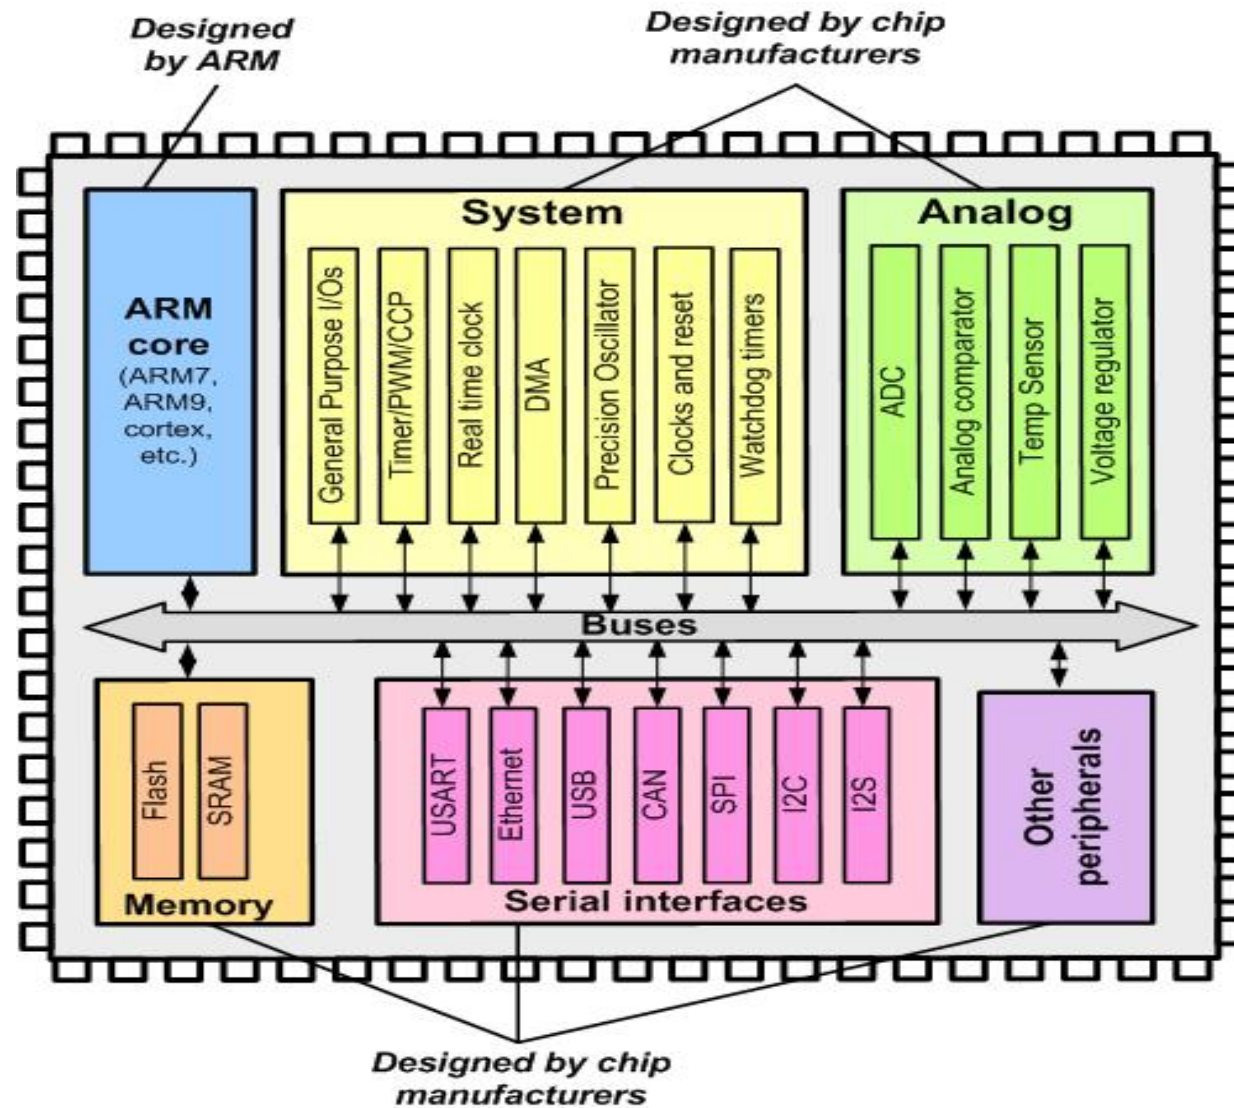 Designed
by ARM
Designed by chip
manufacturers
ARM
core
(ARM7,
ARM9,
cortex,
etc.)
System
General Purpose I/Os
Timer/PWM/CCP
Real time clock
DMA
Precision Oscillator
Clocks and reset
Watchdog timers
Analog
ADC
Analog comparator
Temp Sensor
Voltage regulator
Buses
Flash
SRAM
Memory
USART
Ethernet
USB
CAN
SPI
I2C
I2S
Serial interfaces
Other
peripherals
Designed by chip
manufacturers